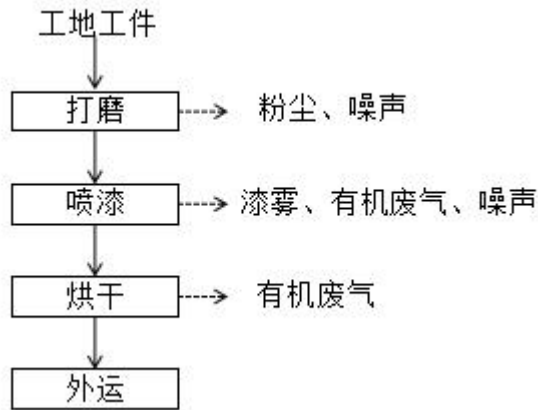 工地工件
打磨 粉尘、噪声
喷漆 漆雾、有机废气、噪声
烘干 有机废气
外运